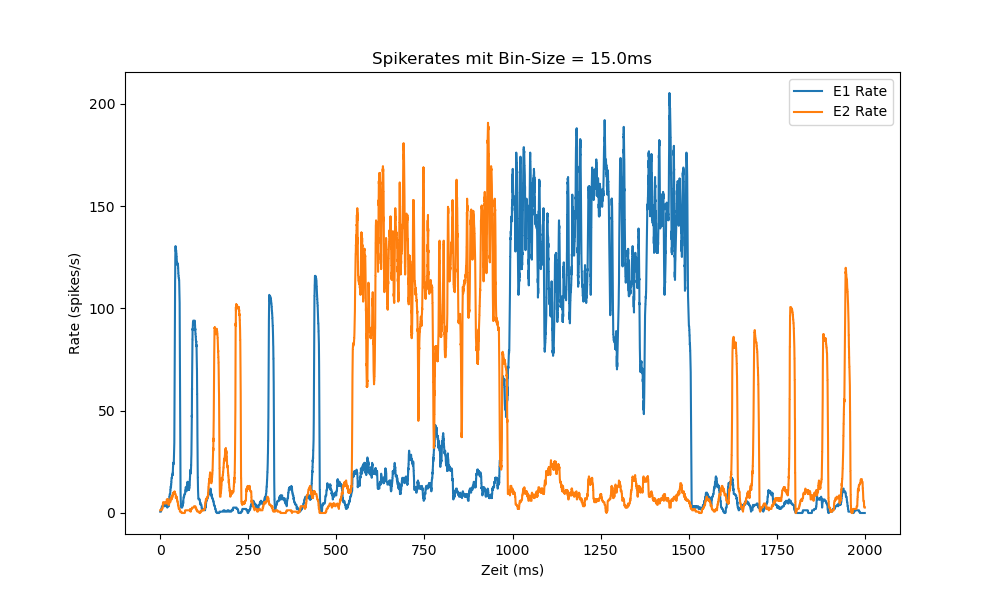 Spikerates mit Bin-Size = 15.0ms
E1 Rate
E2 Rate
Rate (spikes/s)
200
150
100
50
0
0 250 500 750 1000 1250 1500 1750 2000
Zeit (ms)